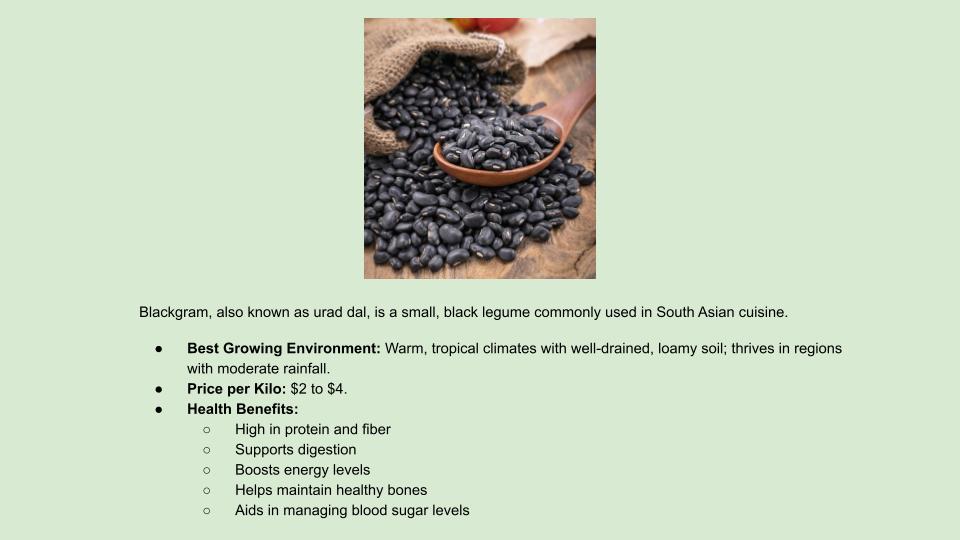 Blackgram, also known as urad dal, is a small, black legume commonly used in South Asian cuisine.
● Best Growing Environment: Warm, tropical climates with well-drained, loamy soil; thrives in regions
with moderate rainfall.
● Price per Kilo: $2 to $4.
● Health Benefits:
○ High in protein and fiber
○ Supports digestion
○ Boosts energy levels
○ Helps maintain healthy bones
○ Aids in managing blood sugar levels